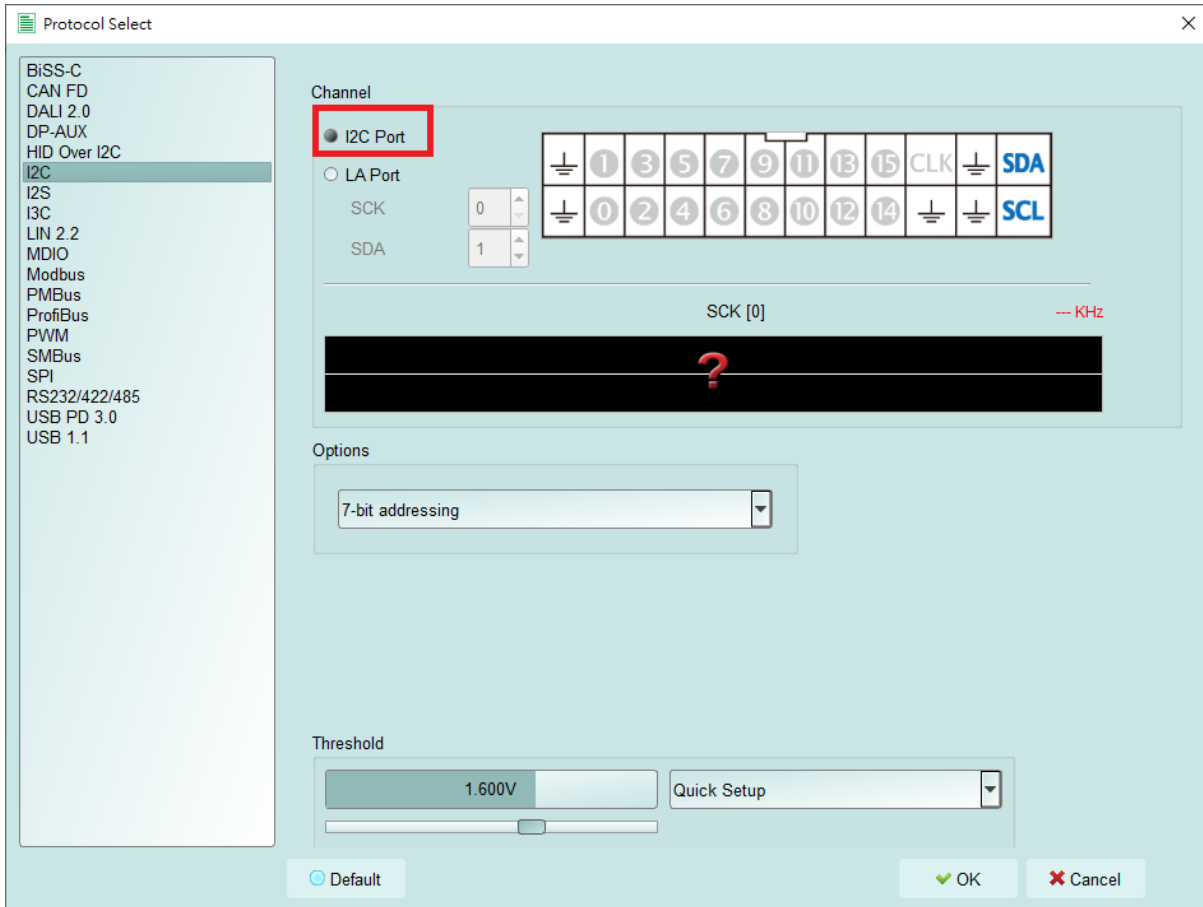 Protocol Select
BiSS-C
CAN FD
DALI 2.0
DP-AUX
HID Over I2C
I2C
I2S
I3C
LIN 2.2
MDIO
Modbus
PMBus
ProfiBus
PWM
SMBus
SPI
RS232/422/485
USB PD 3.0
USB 1.1
Channel
I2C Port
LA Port
SCK 0
SDA 1
1 3 5 7 9 11 13 15 CLK SDA
0 2 4 6 8 10 12 14 SCL
SCK [0] --- KHz
?
Options
7-bit addressing
Threshold
1.600V Quick Setup
Default OK Cancel